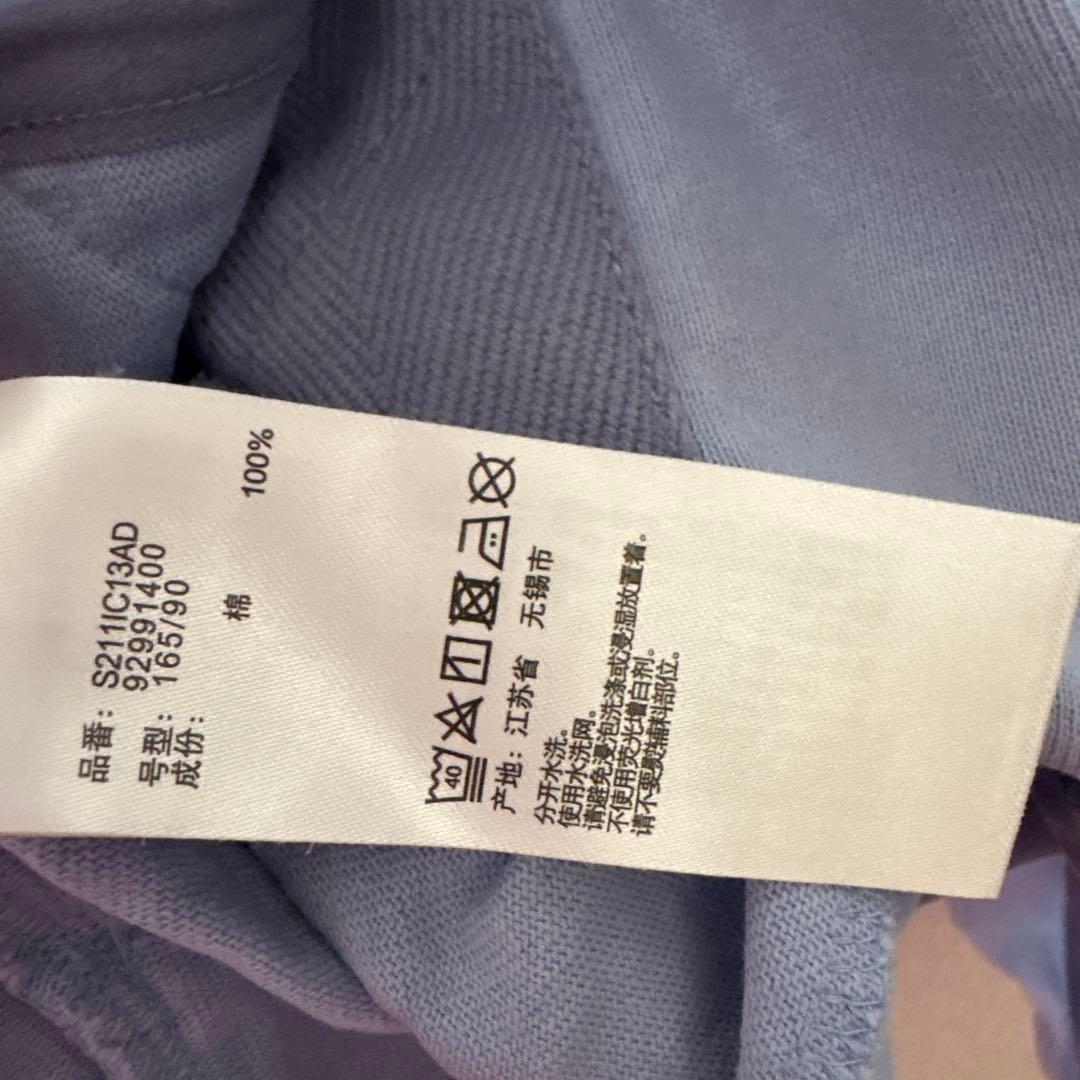 品番: S211IC13AD
92991400
号型: 165/90
成份:
棉 100%
40
产地: 江苏省 无锡市
分开水洗。
使用水洗网。
请避免浸泡洗涤或浸湿放置着。
不使用荧光增白剂。
请不要熨辅料部位。